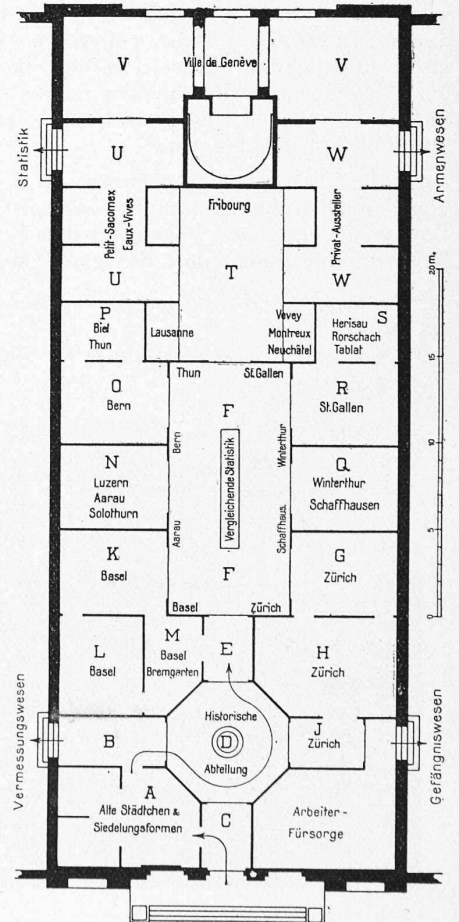 V
Ville de Genève
V
Statistik
U
W
Armenwesen
Petit-Sacomex
Eaux-Vives
Fribourg
Privat-Aussteller
U
T
W
20 m.
P
Biel
Thun
Lausanne
Vevey
Montreux
Neuchâtel
S
Herisau
Rorschach
Tablat
15
O
Bern
Thun
St.Gallen
R
St.Gallen
F
Bern
Vergleichende Statistik
Winterthur
10
N
Luzern
Aarau
Solothurn
Q
Winterthur
Schaffhausen
Aarau
Schaffhaus.
5
K
Basel
F
G
Zürich
Basel
Zürich
0
L
Basel
M
Basel
Bremgarten
E
H
Zürich
Vermessungswesen
B
Historische
D
Abteilung
J
Zürich
Gefängniswesen
A
Alte Städtchen &
Siedelungsformen
C
Arbeiter-
Fürsorge